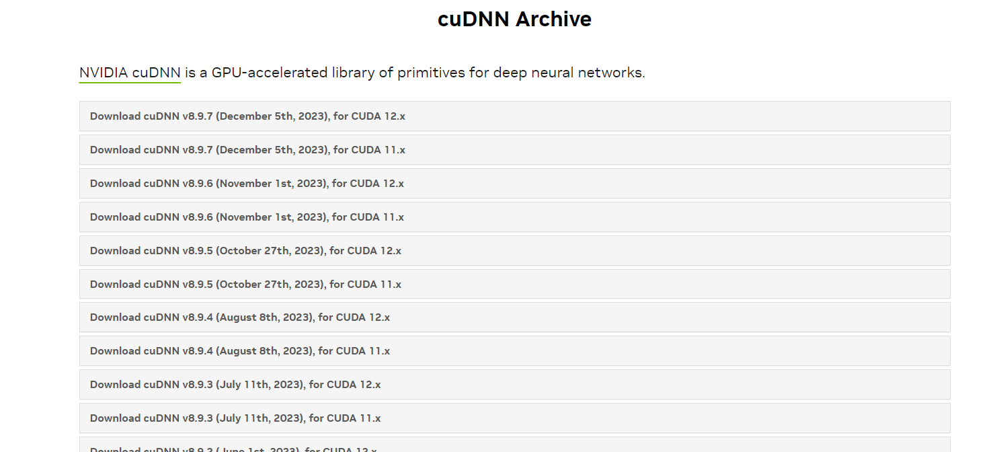 cuDNN Archive
NVIDIA cuDNN is a GPU-accelerated library of primitives for deep neural networks.
Download cuDNN v8.9.7 (December 5th, 2023), for CUDA 12.x
Download cuDNN v8.9.7 (December 5th, 2023), for CUDA 11.x
Download cuDNN v8.9.6 (November 1st, 2023), for CUDA 12.x
Download cuDNN v8.9.6 (November 1st, 2023), for CUDA 11.x
Download cuDNN v8.9.5 (October 27th, 2023), for CUDA 12.x
Download cuDNN v8.9.5 (October 27th, 2023), for CUDA 11.x
Download cuDNN v8.9.4 (August 8th, 2023), for CUDA 12.x
Download cuDNN v8.9.4 (August 8th, 2023), for CUDA 11.x
Download cuDNN v8.9.3 (July 11th, 2023), for CUDA 12.x
Download cuDNN v8.9.3 (July 11th, 2023), for CUDA 11.x
Download cuDNN v8.9.2 (June 1st, 2023), for CUDA 12.x